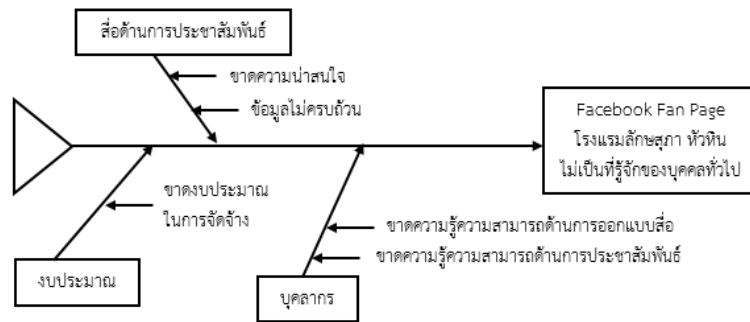 สื่อด้านการประชาสัมพันธ์
ขาดความน่าสนใจ
ข้อมูลไม่ครบถ้วน
Facebook Fan Page
โรงแรมลักษสุภา หัวหิน
ไม่เป็นที่รู้จักของบุคคลทั่วไป
ขาดงบประมาณ
ในการจัดจ้าง
ขาดความรู้ความสามารถด้านการออกแบบสื่อ
ขาดความรู้ความสามารถด้านการประชาสัมพันธ์
งบประมาณ
บุคลากร